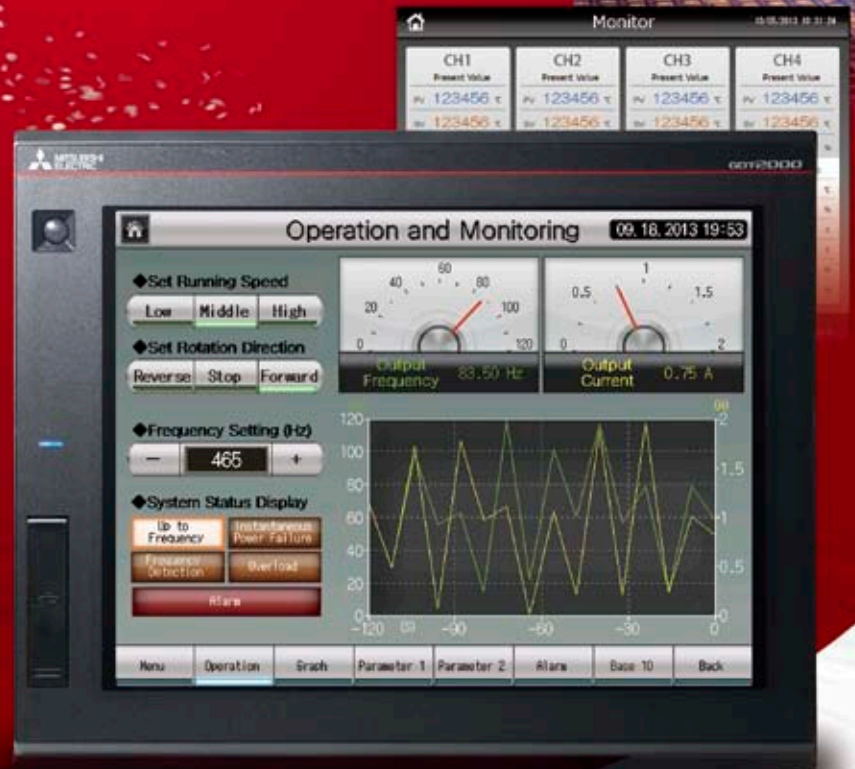 Monitor
CH1 CH2 CH3 CH4
Present Value Present Value Present Value Present Value
PV 123456 PV 123456 PV 123456 PV 123456
123456 123456 123456 123456
MITSUBISHI
ELECTRIC
GOT2000
Operation and Monitoring 09.18.2013 19:53
◆Set Running Speed
Low Middle High
◆Set Rotation Direction
Reverse Stop Forward
◆Frequency Setting (Hz)
− 465 +
◆System Status Display
Up to
Frequency
Instantaneous
Power Failure
Frequency
Detection
Overload
Alarm
0 20 40 60 80 100 120
Output
Frequency 83.50 Hz
0 0.5 1 1.5 2
Output
Current 0.75 A
120
100
80
60
40
20
0
2
1.5
1
0.5
0
-120 -90 -60 -30 0
Menu Operation Graph Parameter 1 Parameter 2 Alarm Base 10 Back